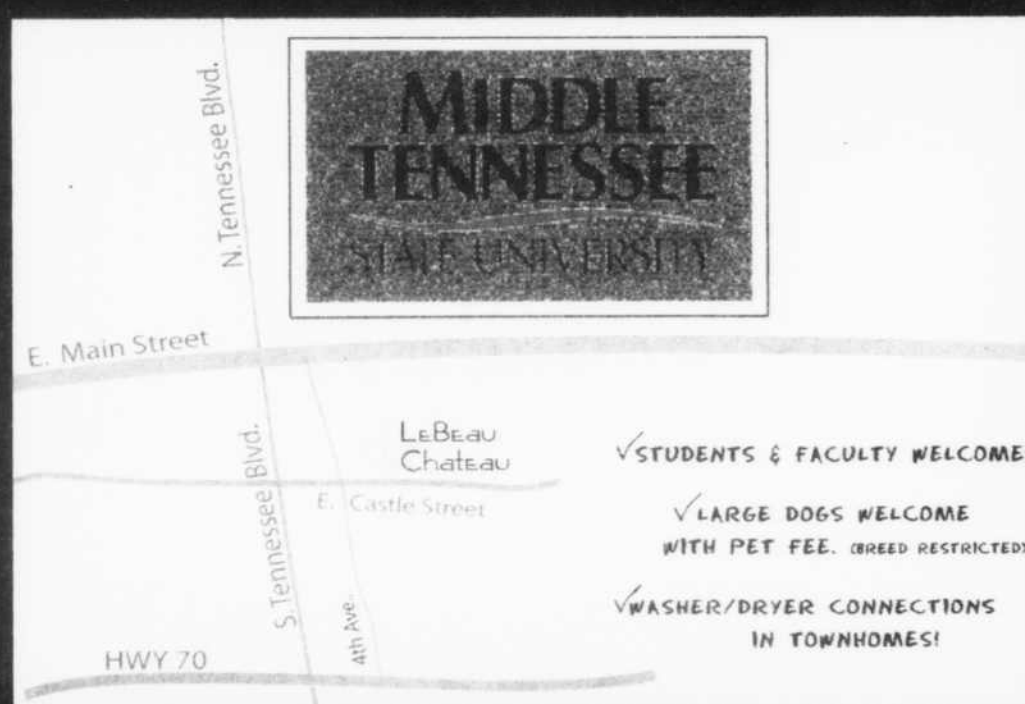 N. Tennessee Blvd.
MIDDLE
TENNESSEE
STATE UNIVERSITY
E. Main Street
LeBeau
Chateau
E. Castle Street
S. Tennessee Blvd.
4th Ave.
HWY 70
✓STUDENTS & FACULTY WELCOME
✓LARGE DOGS WELCOME
WITH PET FEE. (BREED RESTRICTED)
✓WASHER/DRYER CONNECTIONS
IN TOWNHOMES!